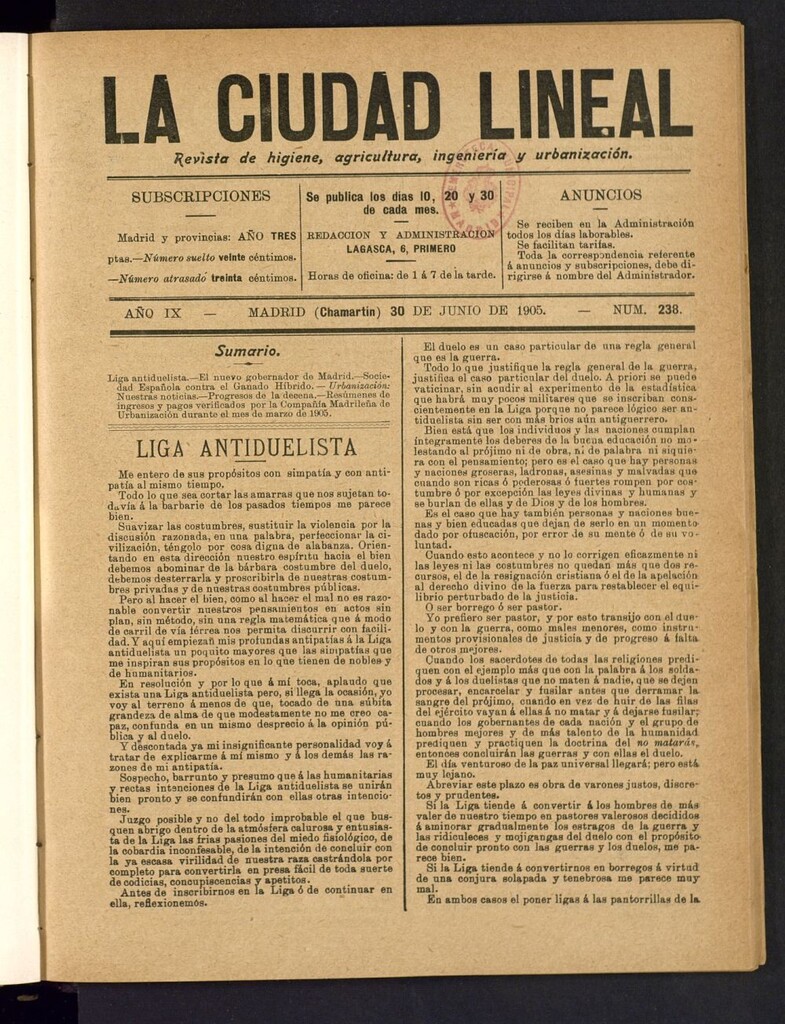 LA CIUDAD LINEAL
Revista de higiene, agricultura, ingeniería y urbanización.
SUBSCRIPCIONES
Madrid y provincias: AÑO TRES
ptas.—Número suelto veinte céntimos.
—Número atrasado treinta céntimos.
Se publica los dias 10, 20 y 30
de cada mes.
REDACCION Y ADMINISTRACION
LAGASCA, 6, PRIMERO
Horas de oficina: de 1 á 7 de la tarde.
ANUNCIOS
Se reciben en la Administración
todos los días laborables.
Se facilitan tarifas.
Toda la correspondencia referente
á anuncios y subscripciones, debe di-
rigirse á nombre del Administrador.
AÑO IX — MADRID (Chamartin) 30 DE JUNIO DE 1905. — NUM. 238.
Sumario.
Liga antiduelista.—El nuevo gobernador de Madrid.—Socie-
dad Española contra el Ganado Híbrido.—Urbanización:
Nuestras noticias.—Progresos de la decena.—Resúmenes de
ingresos y pagos verificados por la Compañía Madrileña de
Urbanización durante el mes de marzo de 1905.
LIGA ANTIDUELISTA
Me entero de sus propósitos con simpatía y con anti-
patía al mismo tiempo.
Todo lo que sea cortar las amarras que nos sujetan to-
davía á la barbarie de los pasados tiempos me parece
bien.
Suavizar las costumbres, sustituir la violencia por la
discusión razonada, en una palabra, perfeccionar la ci-
vilización, téngolo por cosa digna de alabanza. Orien-
tando en esta dirección nuestro espíritu hacia el bien
debemos abominar de la bárbara costumbre del duelo,
debemos desterrarla y proscribirla de nuestras costum-
bres privadas y de nuestras costumbres públicas.
Pero al hacer el bien, como al hacer el mal no es razo-
nable convertir nuestros pensamientos en actos sin
plan, sin método, sin una regla matemática que á modo
de carril de vía férrea nos permita discurrir con facili-
dad. Y aquí empiezan mis profundas antipatías á la Liga
antiduelista un poquito mayores que las simpatías que
me inspiran sus propósitos en lo que tienen de nobles y
de humanitarios.
En resolución y por lo que á mí toca, aplaudo que
exista una Liga antiduelista pero, si llega la ocasión, yo
voy al terreno á menos de que, tocado de una súbita
grandeza de alma de que modestamente no me creo ca-
paz, confunda en un mismo desprecio á la opinión pú-
blica y al duelo.
Y descontada ya mi insignificante personalidad voy á
tratar de explicarme á mí mismo y á los demás las ra-
zones de mi antipatía.
Sospecho, barrunto y presumo que á las humanitarias
y rectas intenciones de la Liga antiduelista se unirán
bien pronto y se confundirán con ellas otras intencio-
nes.
Juzgo posible y no del todo improbable el que bus-
quen abrigo dentro de la atmósfera calurosa y entusias-
ta de la Liga las frías pasiones del miedo fisiológico, de
la cobardía inconfesable, de la intención de concluir con
la ya escasa virilidad de nuestra raza castrándola por
completo para convertirla en presa fácil de toda suerte
de codicias, concupiscencias y apetitos.
Antes de inscribirnos en la Liga ó de continuar en
ella, reflexionemos.
El duelo es un caso particular de una regla general
que es la guerra.
Todo lo que justifique la regla general de la guerra,
justifica el caso particular del duelo. A priori se puede
vaticinar, sin acudir al experimento de la estadística
que habrá muy pocos militares que se inscriban cons-
cientemente en la Liga porque no parece lógico ser an-
tiduelista sin ser con más bríos aún antiguerrero.
Bien está que los individuos y las naciones cumplan
íntegramente los deberes de la buena educación no mo-
lestando al prójimo ni de obra, ni de palabra ni siquie-
ra con el pensamiento; pero es el caso que hay personas
y naciones groseras, ladronas, asesinas y malvadas que
cuando son ricas ó poderosas ó fuertes rompen por cos-
tumbre ó por excepción las leyes divinas y humanas y
se burlan de ellas y de Dios y de los hombres.
Es el caso que hay también personas y naciones bue-
nas y bien educadas que dejan de serlo en un momento
dado por ofuscación, por error de su mente ó de su vo-
luntad.
Cuando esto acontece y no lo corrigen eficazmente ni
las leyes ni las costumbres no quedan más que dos re-
cursos, el de la resignación cristiana ó el de la apelación
al derecho divino de la fuerza para restablecer el equi-
librio perturbado de la justicia.
O ser borrego ó ser pastor.
Yo prefiero ser pastor, y por esto transijo con el due-
lo y con la guerra, como males menores, como instru-
mentos provisionales de justicia y de progreso á falta
de otros mejores.
Cuando los sacerdotes de todas las religiones predi-
quen con el ejemplo más que con la palabra á los solda-
dos y á los duelistas que no maten á nadie, que se dejen
procesar, encarcelar y fusilar antes que derramar la
sangre del prójimo, cuando en vez de huir de las filas
del ejército vayan á ellas á no matar y á dejarse fusilar;
cuando los gobernantes de cada nación y el grupo de
hombres mejores y de más talento de la humanidad
prediquen y practiquen la doctrina del no matarás,
entonces concluirán las guerras y con ellas el duelo.
El día venturoso de la paz universal llegará; pero está
muy lejano.
Abreviar este plazo es obra de varones justos, discre-
tos y prudentes.
Si la Liga tiende á convertir á los hombres de más
valer de nuestro tiempo en pastores valerosos decididos
á aminorar gradualmente los estragos de la guerra y
las ridiculeces y mojigangas del duelo con el propósito
de concluir pronto con las guerras y los duelos, me pa-
rece bien.
Si la Liga tiende á convertirnos en borregos á virtud
de una conjura solapada y tenebrosa me parece muy
mal.
En ambos casos el poner ligas á las pantorrillas de la